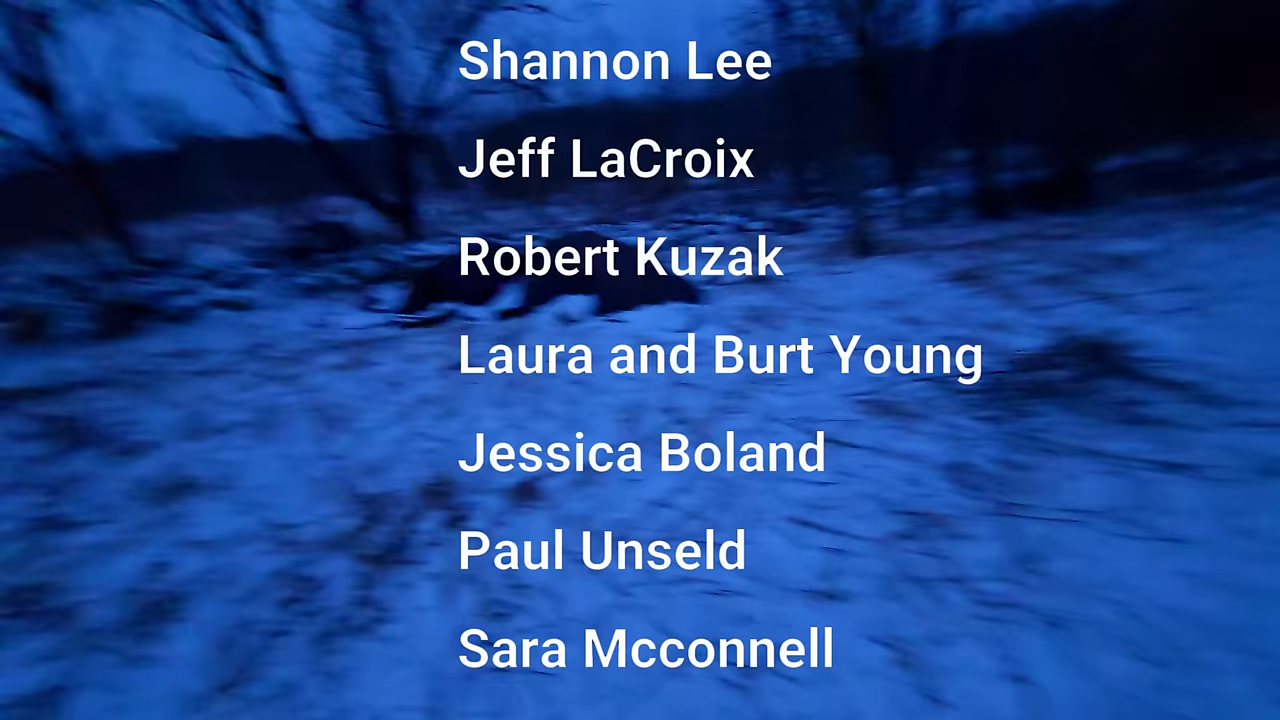 Shannon Lee
Jeff LaCroix
Robert Kuzak
Laura and Burt Young
Jessica Boland
Paul Unseld
Sara Mcconnell